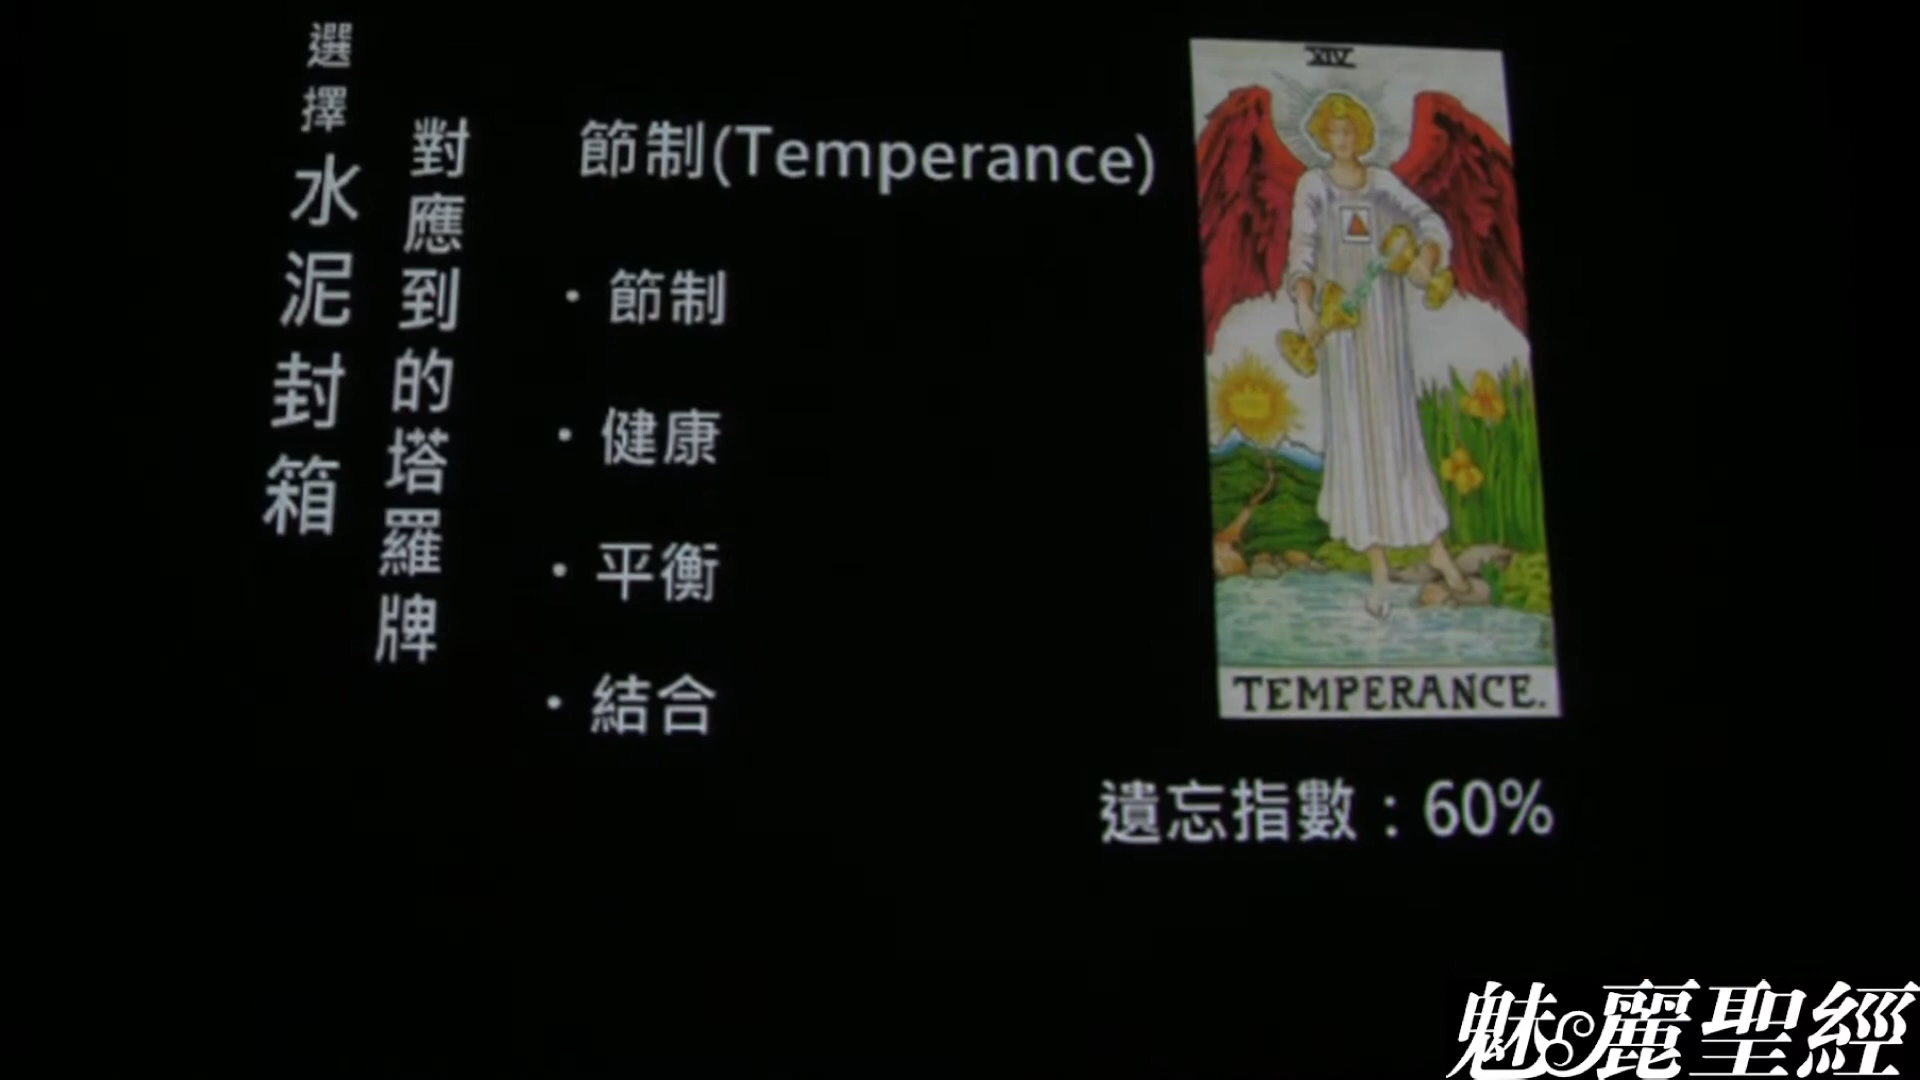 選擇水泥封箱
對應到的塔羅牌
節制(Temperance)
・節制
・健康
・平衡
・結合
XIV
TEMPERANCE.
遺忘指數：60%
魅麗聖經